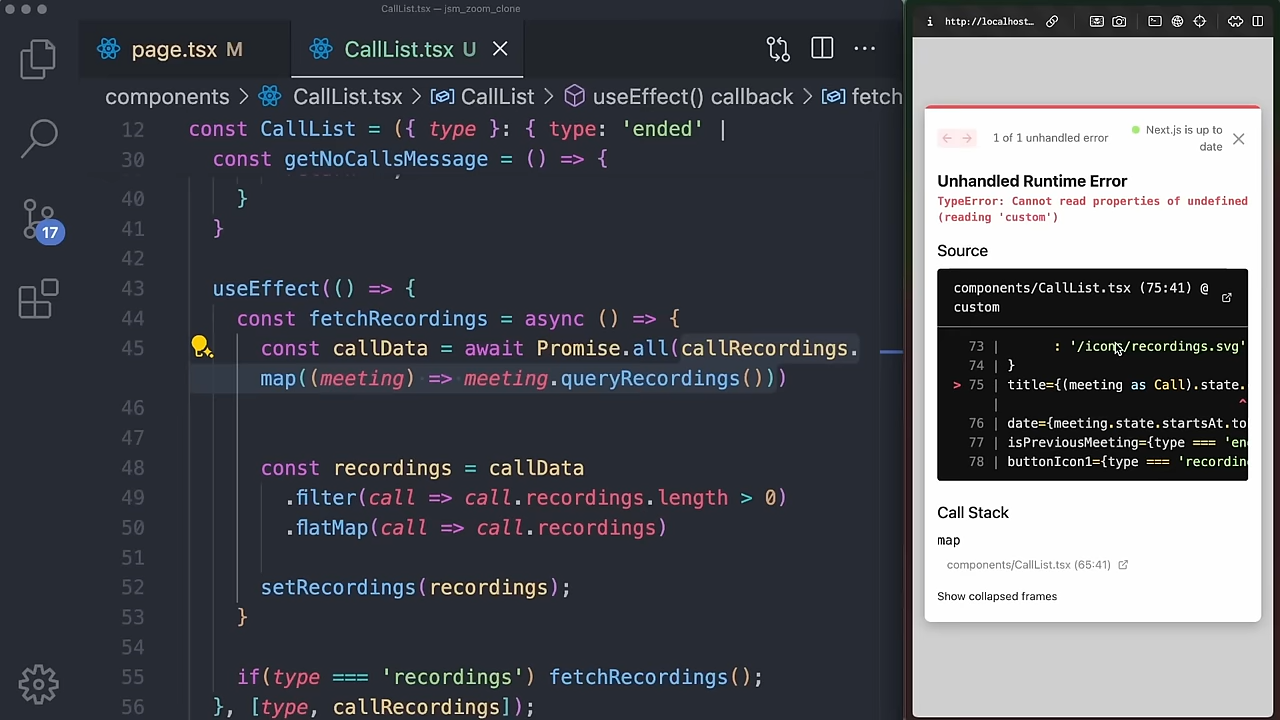 CallList.tsx — jsm_zoom_clone
page.tsx M
CallList.tsx U
components > CallList.tsx > CallList > useEffect() callback > fetch
12 const CallList = ({ type }: { type: 'ended' |
30 const getNoCallsMessage = () => {
40 }
41 }
42
43 useEffect(() => {
44 const fetchRecordings = async () => {
45 const callData = await Promise.all(callRecordings.
map((meeting) => meeting.queryRecordings()))
46
47
48 const recordings = callData
49 .filter(call => call.recordings.length > 0)
50 .flatMap(call => call.recordings)
51
52 setRecordings(recordings);
53 }
54
55 if(type === 'recordings') fetchRecordings();
56 }, [type, callRecordings]);
17
http://localhost…
1 of 1 unhandled error
Next.js is up to
date
Unhandled Runtime Error
TypeError: Cannot read properties of undefined
(reading 'custom')
Source
components/CallList.tsx (75:41) @
custom
73 | : '/icons/recordings.svg'
74 | }
> 75 | title={(meeting as Call).state.
| ^
76 | date={meeting.state.startsAt.to
77 | isPreviousMeeting={type === 'en
78 | buttonIcon1={type === 'recordin
Call Stack
map
components/CallList.tsx (65:41)
Show collapsed frames